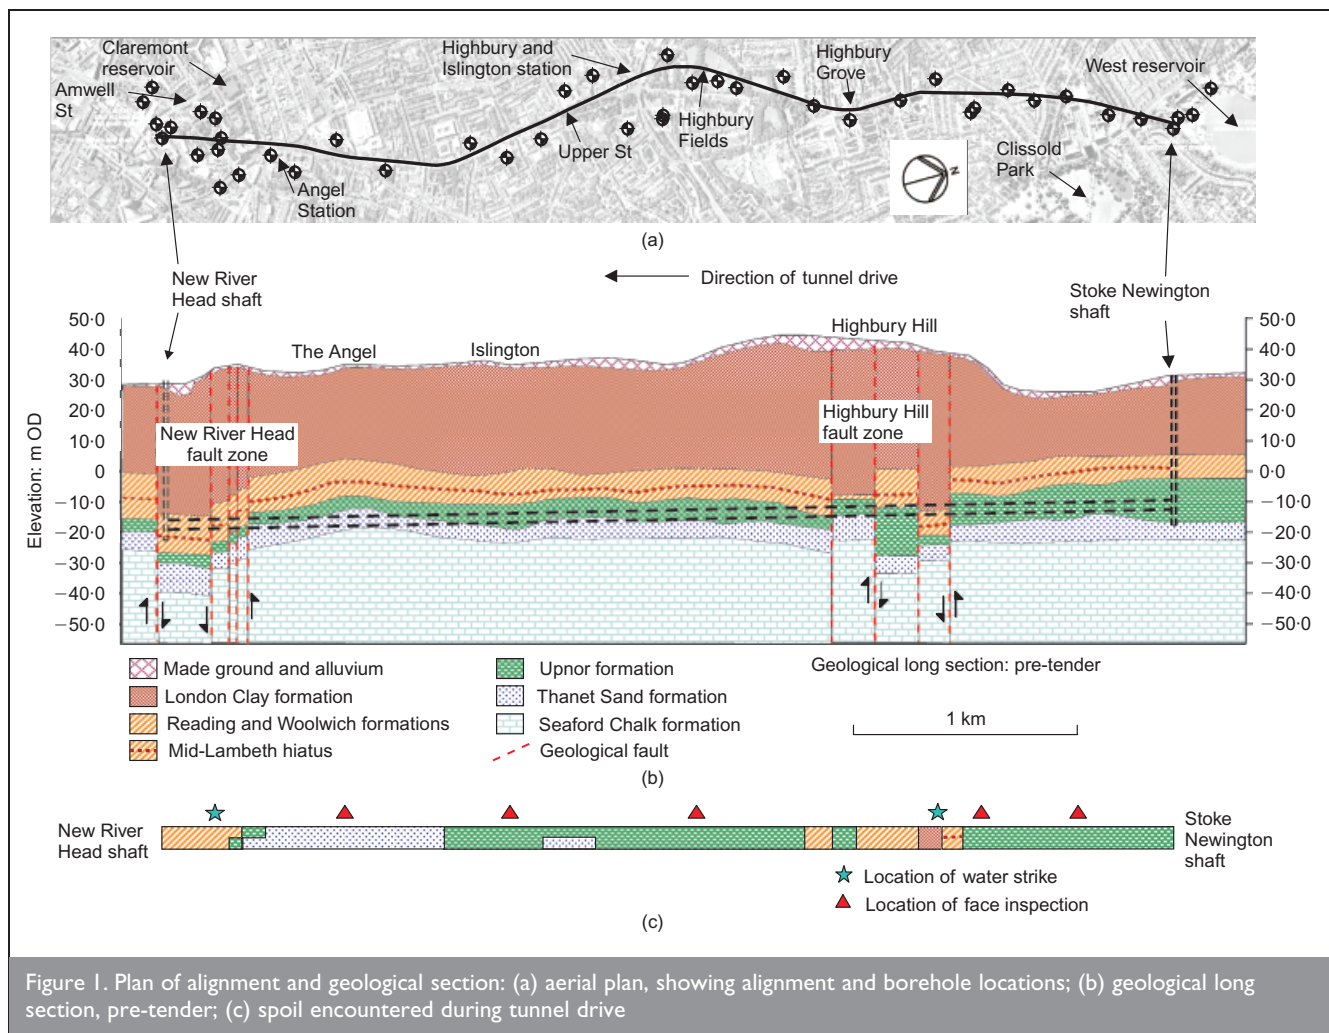 Claremont
reservoir
Amwell
St
Highbury and
Islington station
Highbury
Grove
West reservoir
Angel
Station
Upper St
Highbury
Fields
Clissold
Park
N
(a)
New River
Head shaft
Direction of tunnel drive
Stoke Newington
shaft
Elevation: m OD
50·0
40·0
30·0
20·0
10·0
0
−10·0
−20·0
−30·0
−40·0
−50·0
The Angel
Islington
Highbury Hill
New River Head
fault zone
Highbury Hill
fault zone
50·0
40·0
30·0
20·0
10·0
0·0
−10·0
−20·0
−30·0
−40·0
−50·0
Made ground and alluvium
London Clay formation
Reading and Woolwich formations
Mid-Lambeth hiatus
Upnor formation
Thanet Sand formation
Seaford Chalk formation
Geological fault
Geological long section: pre-tender
1 km
(b)
New River
Head shaft
Stoke
Newington
shaft
Location of water strike
Location of face inspection
(c)
Figure 1. Plan of alignment and geological section: (a) aerial plan, showing alignment and borehole locations; (b) geological long
section, pre-tender; (c) spoil encountered during tunnel drive